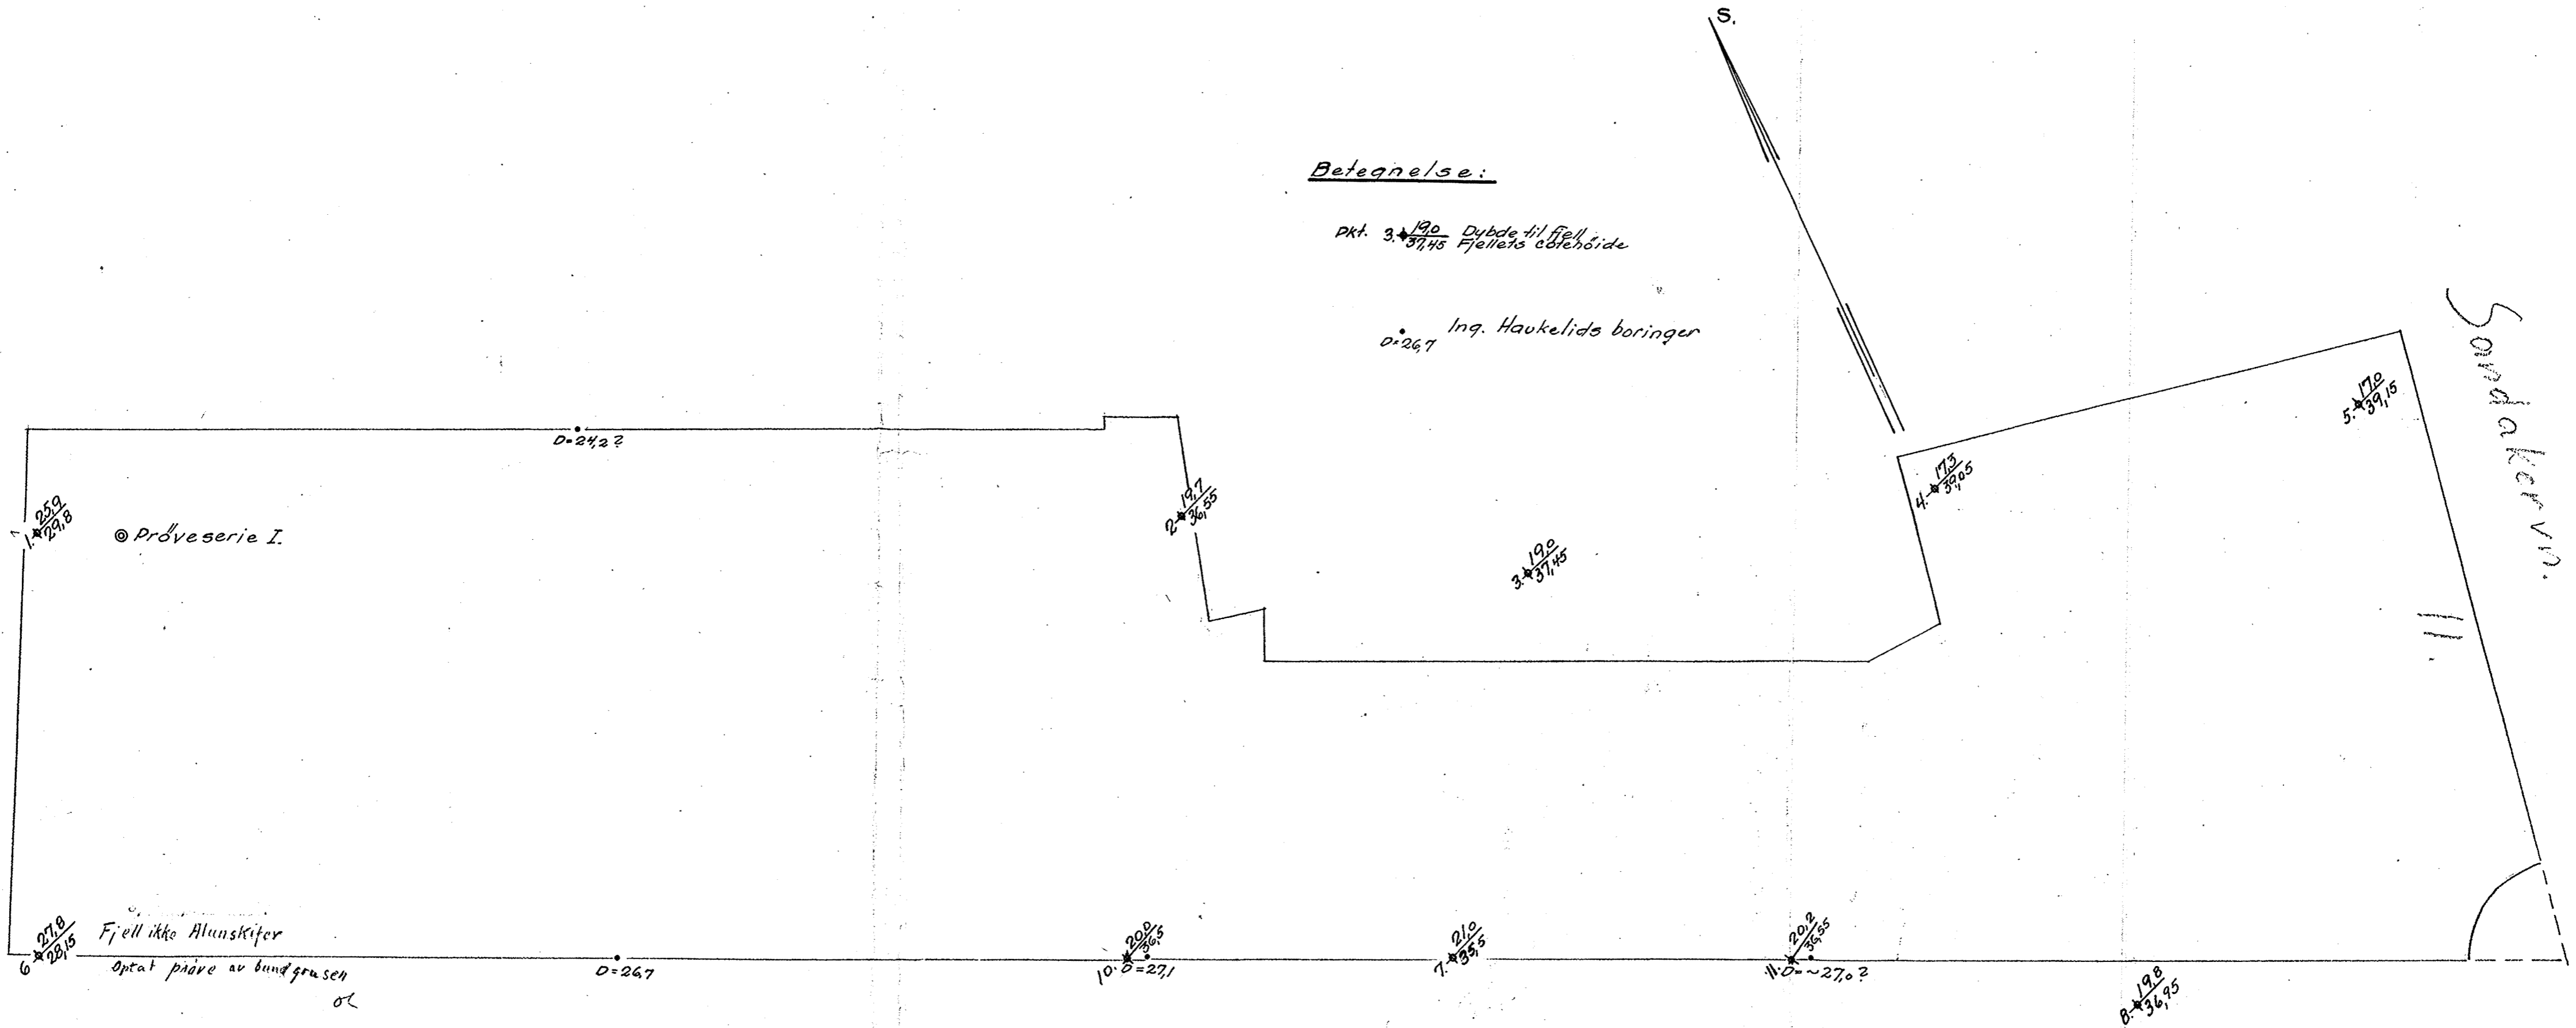 S.
Betegnelse:
Pkt. 3. 19,0 Dybde til fjell
37,45 Fjellets cotehöide
D=26,7 Ing. Haukelids boringer
Sandakervn.
11.
5. 17,0
39,15
D=24,2?
4. 17,3
39,05
1. 25,9
29,8
Pröveserie I.
2. 19,7
36,55
3. 19,0
37,45
6 27,8
28,15
Fjell ikke Alunskifer
Optat prøve av bundgrusen
D=26,7
10. 20,0
36,5
D=27,1
7. 21,0
35,5
11. 20,2
36,55
D=~27,0?
8. 19,8
36,95